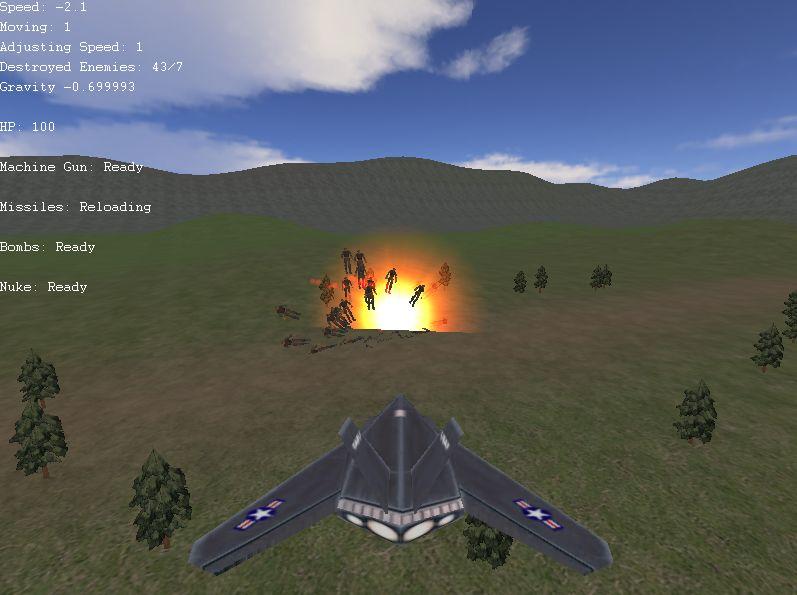 Speed: -2.1
Moving: 1
Adjusting Speed: 1
Destroyed Enemies: 43/7
Gravity -0.699993
HP: 100
Machine Gun: Ready
Missiles: Reloading
Bombs: Ready
Nuke: Ready